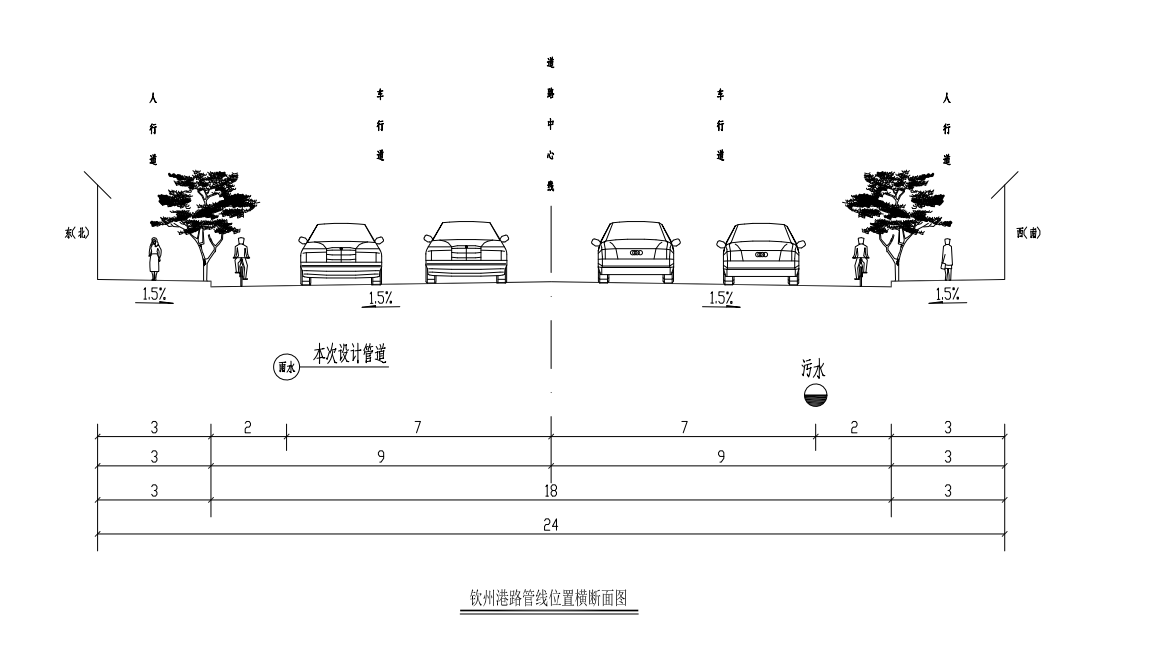 道路中心线
人行道
车行道
车行道
人行道
东(北)
西(南)
1.5%
1.5%
1.5%
1.5%
雨水
本次设计管道
污水
3 2 7 7 2 3
3 9 9 3
3 18 3
24
钦州港路管线位置横断面图